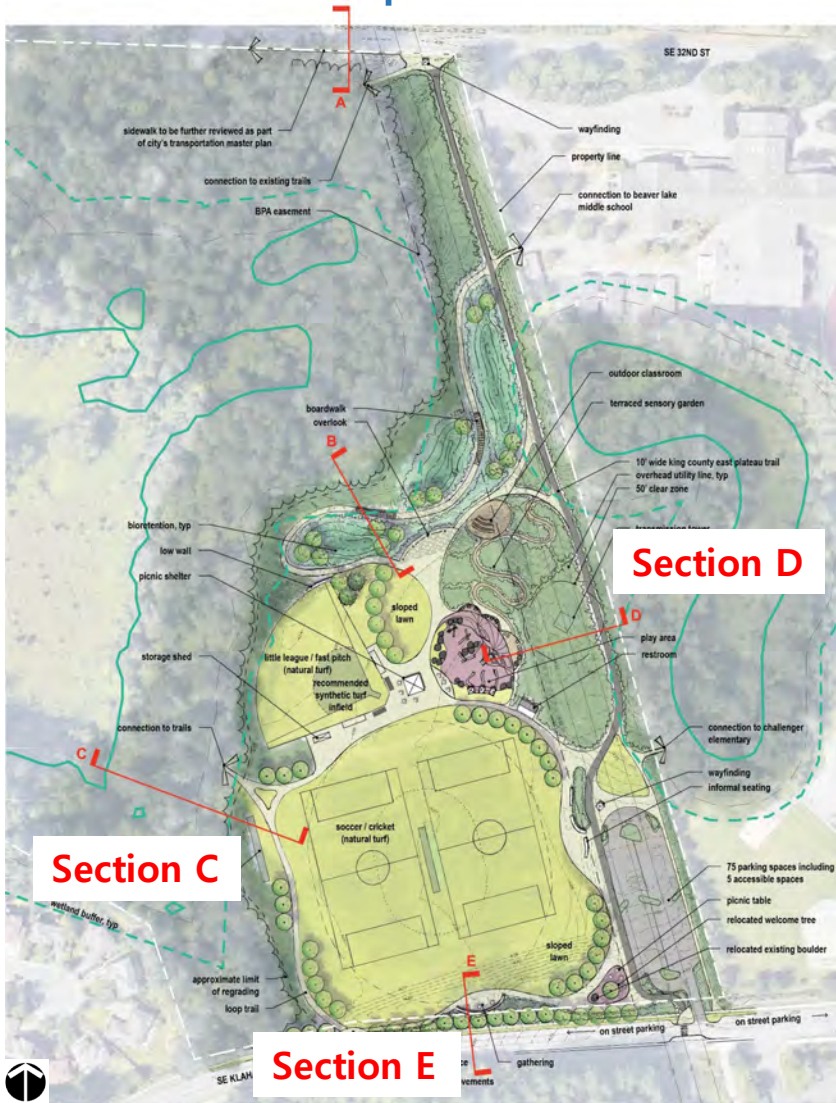 SE 32ND ST
A
sidewalk to be further reviewed as part
of city's transportation master plan
wayfinding
property line
connection to existing trails
connection to beaver lake
middle school
BPA easement
outdoor classroom
terraced sensory garden
boardwalk
overlook
B
10' wide king county east plateau trail
overhead utility line, typ
50' clear zone
bioretention, typ
low wall
picnic shelter
Section D
D
sloped
lawn
play area
restroom
storage shed
little league / fast pitch
(natural turf)
recommended
synthetic turf
infield
connection to trails
connection to challenger
elementary
C
wayfinding
informal seating
soccer / cricket
(natural turf)
Section C
75 parking spaces including
5 accessible spaces
picnic table
wetland buffer, typ
relocated welcome tree
relocated existing boulder
sloped
lawn
E
approximate limit
of regrading
loop trail
on street parking
on street parking
Section E
gathering
SE KLAH